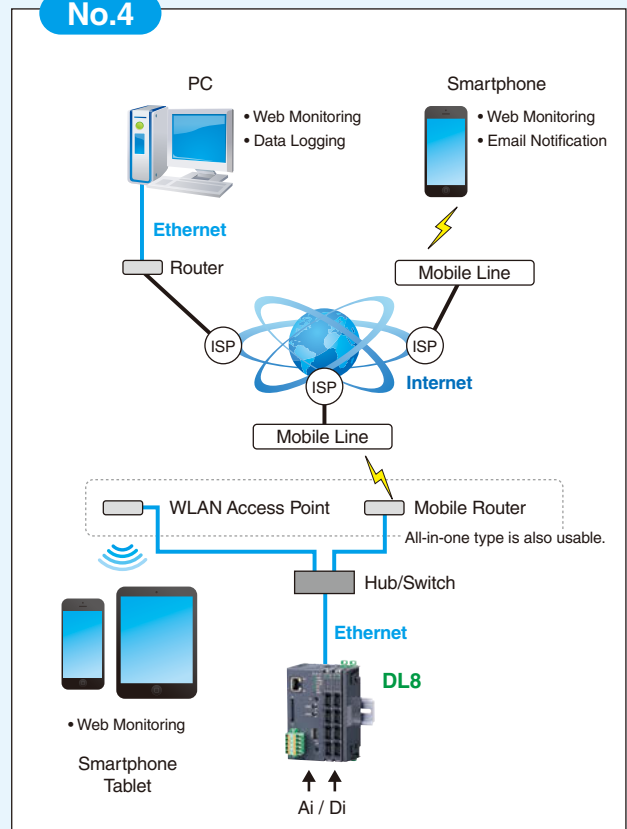 No.4
PC
• Web Monitoring
• Data Logging
Smartphone
• Web Monitoring
• Email Notification
Ethernet
Router
Mobile Line
ISP
ISP
ISP
Internet
Mobile Line
WLAN Access Point
Mobile Router
All-in-one type is also usable.
Hub/Switch
Ethernet
DL8
• Web Monitoring
Smartphone
Tablet
Ai / Di